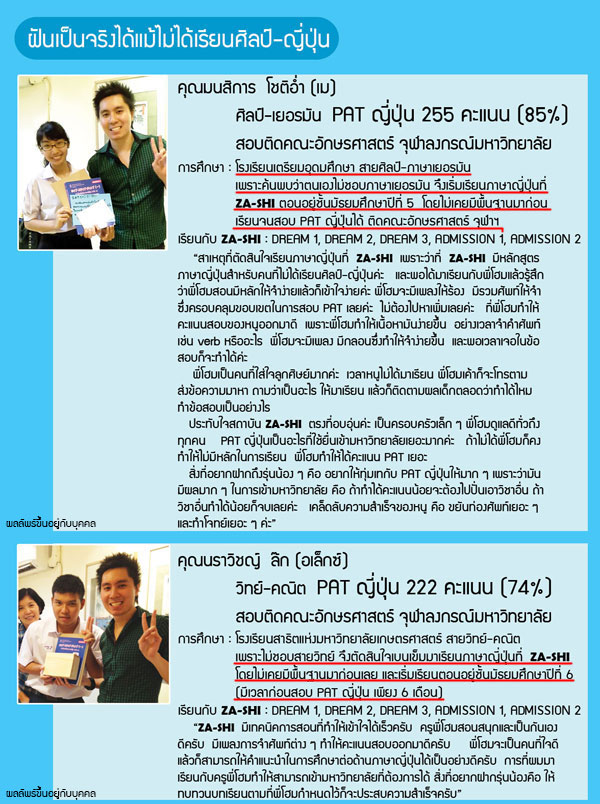 ฝันเป็นจริงได้แม้ไม่ได้เรียนศิลป์-ญี่ปุ่น
คุณมนสิการ โชติอ่ำ (เม)
ศิลป์-เยอรมัน PAT ญี่ปุ่น 255 คะแนน (85%)
สอบติดคณะอักษรศาสตร์ จุฬาลงกรณ์มหาวิทยาลัย
การศึกษา : โรงเรียนเตรียมอุดมศึกษา สายศิลป์-ภาษาเยอรมัน
เพราะค้นพบว่าตนเองไม่ชอบภาษาเยอรมัน จึงเริ่มเรียนภาษาญี่ปุ่นที่
ZA-SHI ตอนอยู่ชั้นมัธยมศึกษาปีที่ 5 โดยไม่เคยมีพื้นฐานมาก่อน
เรียนจนสอบ PAT ญี่ปุ่นได้ ติดคณะอักษรศาสตร์ จุฬาฯ
เรียนกับ ZA-SHI : DREAM 1, DREAM 2, DREAM 3, ADMISSION 1, ADMISSION 2
"สาเหตุที่ตัดสินใจเรียนภาษาญี่ปุ่นที่ ZA-SHI เพราะว่าที่ ZA-SHI มีหลักสูตร
ภาษาญี่ปุ่นสำหรับคนที่ไม่ได้เรียนศิลป์-ญี่ปุ่นค่ะ และพอได้มาเรียนกับพี่โฮมแล้วรู้สึก
ว่าพี่โฮมสอนมีหลักให้จำง่ายแล้วก็เข้าใจง่ายค่ะ พี่โฮมจะมีเพลงให้ร้อง มีรวมศัพท์ให้จำ
ซึ่งครอบคลุมขอบเขตในการสอบ PAT เลยค่ะ ไม่ต้องไปหาเพิ่มเลยค่ะ ที่พี่โฮมทำให้
คะแนนสอบของหนูออกมาดี เพราะพี่โฮมทำให้เนื้อหามันง่ายขึ้น อย่างเวลาจำคำศัพท์
เช่น verb หรืออะไร พี่โฮมจะมีเพลง มีกลอนซึ่งทำให้จำง่ายขึ้น และพอเวลาเจอในข้อ
สอบก็จะทำได้ค่ะ
พี่โฮมเป็นคนที่ใส่ใจลูกศิษย์มากค่ะ เวลาหนูไม่ได้มาเรียน พี่โฮมเค้าก็จะโทรตาม
ส่งข้อความมาหา ถามว่าเป็นอะไร ให้มาเรียน แล้วก็ติดตามผลเด็กตลอดว่าทำได้ไหม
ทำข้อสอบเป็นอย่างไร
ประทับใจสถาบัน ZA-SHI ตรงที่อบอุ่นค่ะ เป็นครอบครัวเล็ก ๆ พี่โฮมดูแลดีทั่วถึง
ทุกคน PAT ญี่ปุ่นเป็นอะไรที่ใช้ยื่นเข้ามหาวิทยาลัยเยอะมากค่ะ ถ้าไม่ได้พี่โฮมก็คง
ทำให้ไม่มีหลักในการเรียน พี่โฮมทำให้ได้คะแนน PAT เยอะ
สิ่งที่อยากฝากถึงรุ่นน้อง ๆ คือ อยากให้ทุ่มเทกับ PAT ญี่ปุ่นให้มาก ๆ เพราะว่ามัน
มีผลมาก ๆ ในการเข้ามหาวิทยาลัย คือ ถ้าทำได้คะแนนน้อยจะต้องไปปั่นเอาวิชาอื่น ถ้า
วิชาอื่นทำได้น้อยก็จบเลยค่ะ เคล็ดลับความสำเร็จของหนู คือ ขยันท่องศัพท์เยอะ ๆ
และทำโจทย์เยอะ ๆ ค่ะ"
ผลลัพธ์ขึ้นอยู่กับบุคคล
คุณนราวิชญ์ ลิ๊ก (อเล็กซ์)
วิทย์-คณิต PAT ญี่ปุ่น 222 คะแนน (74%)
สอบติดคณะอักษรศาสตร์ จุฬาลงกรณ์มหาวิทยาลัย
การศึกษา : โรงเรียนสาธิตแห่งมหาวิทยาลัยเกษตรศาสตร์ สายวิทย์-คณิต
เพราะไม่ชอบสายวิทย์ จึงตัดสินใจเบนเข็มมาเรียนภาษาญี่ปุ่นที่ ZA-SHI
โดยไม่เคยมีพื้นฐานมาก่อนเลย และเริ่มเรียนตอนอยู่ชั้นมัธยมศึกษาปีที่ 6
(มีเวลาก่อนสอบ PAT ญี่ปุ่น เพียง 6 เดือน)
เรียนกับ ZA-SHI : DREAM 1, DREAM 2, DREAM 3, ADMISSION 1, ADMISSION 2
"ZA-SHI มีเทคนิคการสอนที่ทำให้เข้าใจได้เร็วครับ ครูพี่โฮมสอนสนุกและเป็นกันเอง
ดีครับ มีเพลงการจำศัพท์ต่าง ๆ ทำให้คะแนนสอบออกมาดีครับ พี่โฮมจะเป็นคนที่ใจดี
แล้วก็สามารถให้คำแนะนำในการศึกษาต่อด้านภาษาญี่ปุ่นได้เป็นอย่างดีครับ การที่ผมมา
เรียนกับครูพี่โฮมทำให้สามารถเข้ามหาวิทยาลัยที่ต้องการได้ สิ่งที่อยากฝากรุ่นน้องคือ ให้
ทบทวนบทเรียนตามที่พี่โฮมกำหนดไว้ก็จะประสบความสำเร็จครับ"
ผลลัพธ์ขึ้นอยู่กับบุคคล